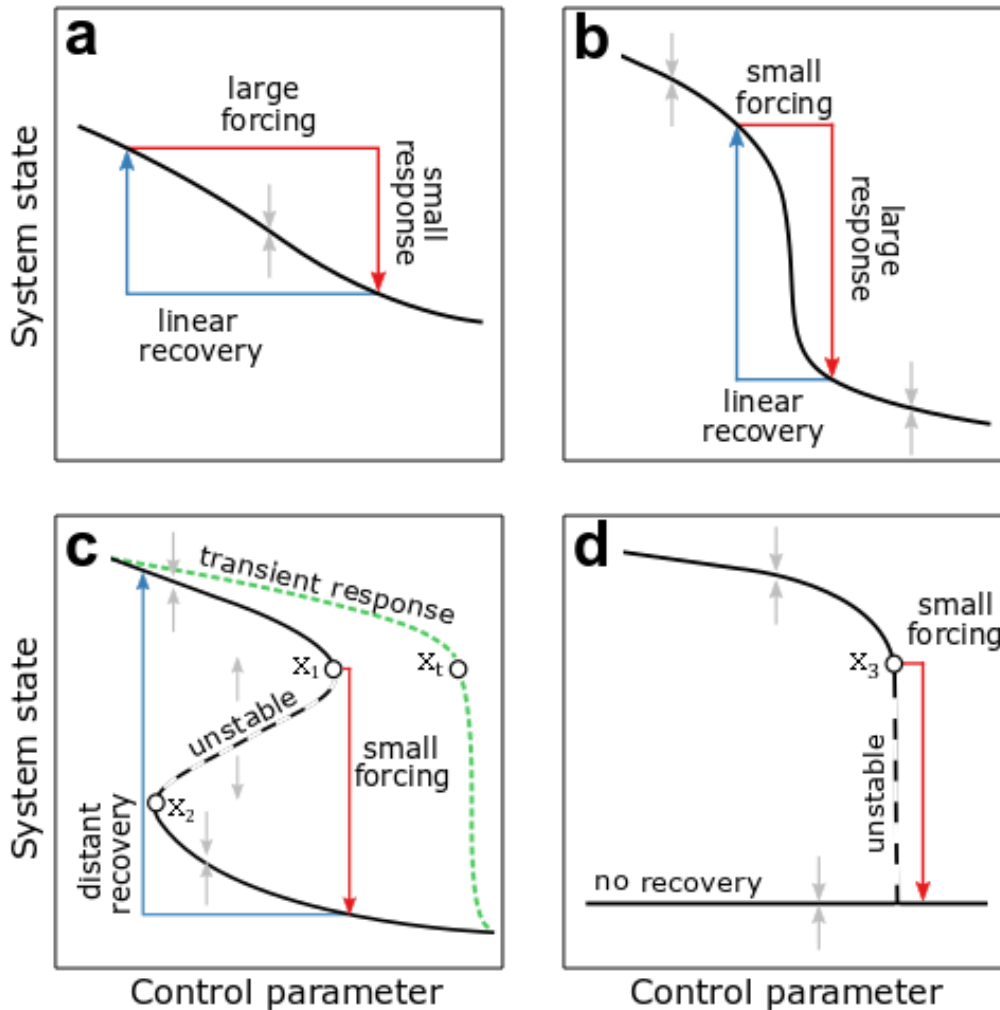 a
large
forcing
small
response
linear
recovery
System state
b
small
forcing
large
response
linear
recovery
c
transient response
X1
Xt
unstable
small
forcing
X2
distant
recovery
System state
Control parameter
d
small
forcing
X3
unstable
no recovery
Control parameter